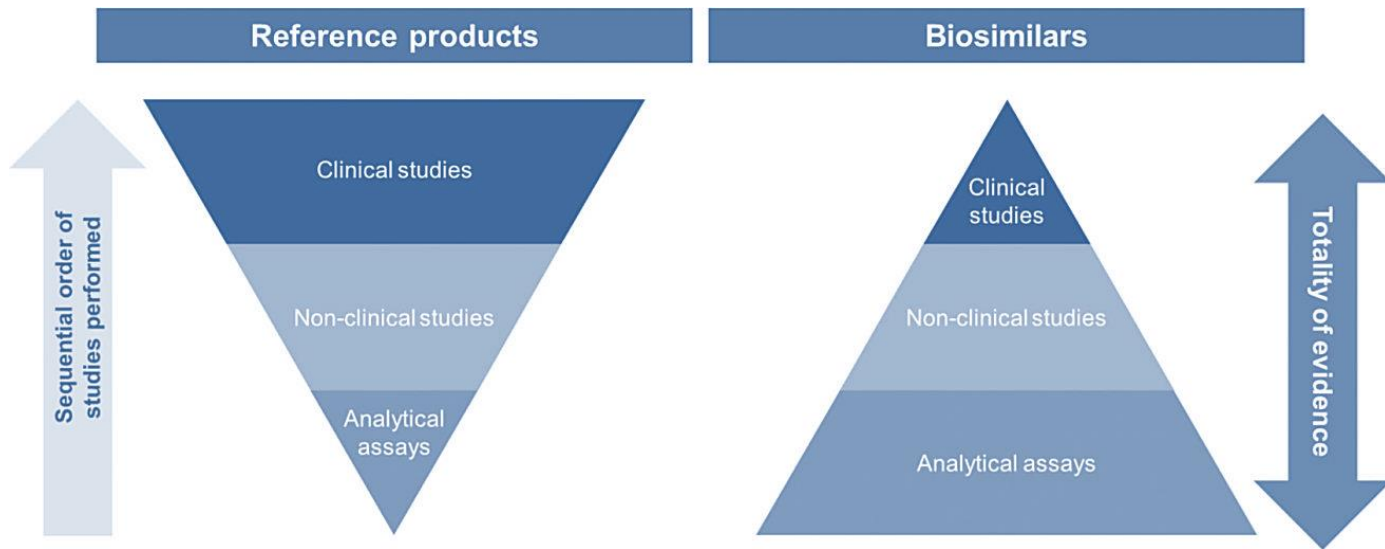 Reference products
Biosimilars
Sequential order of
studies performed
Clinical studies
Non-clinical studies
Analytical
assays
Clinical
studies
Non-clinical studies
Analytical assays
Totality of evidence